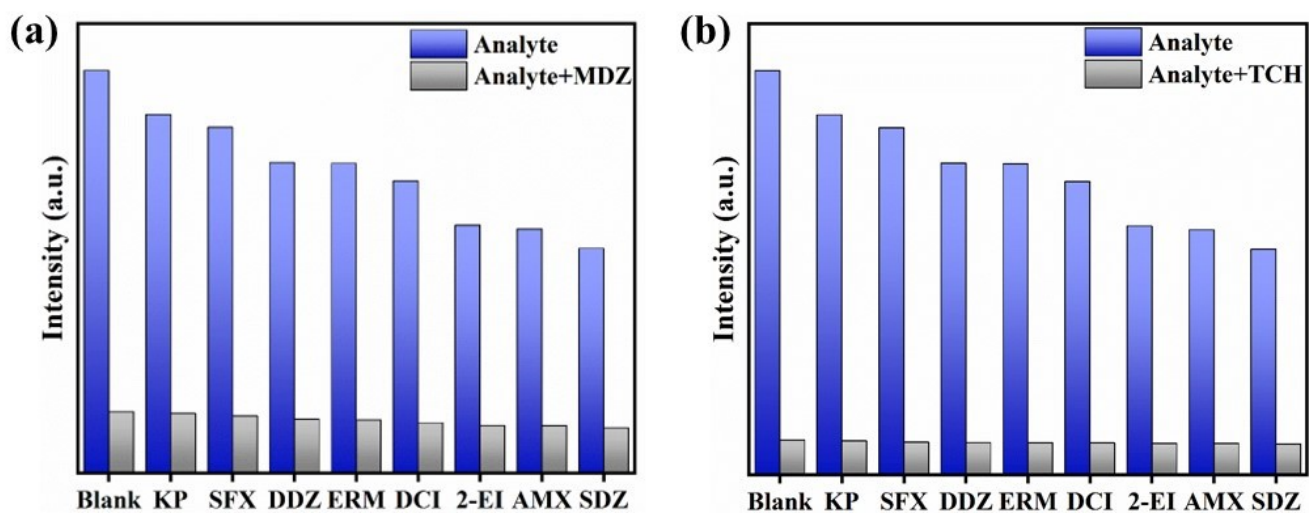 (a)
Analyte
Analyte+MDZ
Intensity (a.u.)
Blank KP SFX DDZ ERM DCI 2-EI AMX SDZ
(b)
Analyte
Analyte+TCH
Intensity (a.u.)
Blank KP SFX DDZ ERM DCI 2-EI AMX SDZ